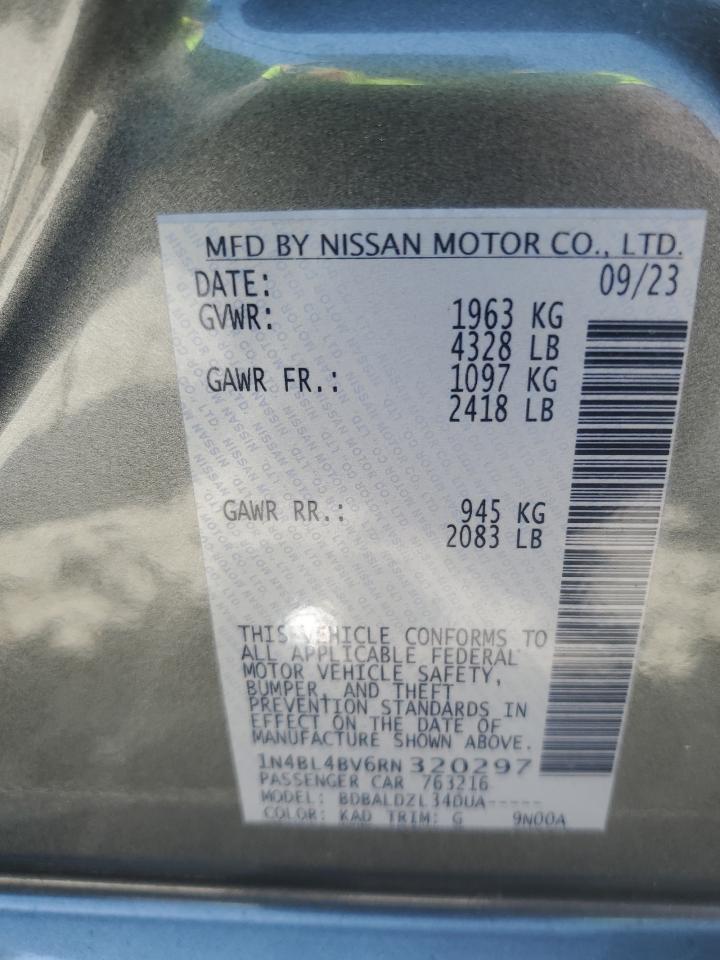 MFD BY NISSAN MOTOR CO., LTD.
DATE: 09/23
GVWR: 1963 KG
4328 LB
GAWR FR.: 1097 KG
2418 LB
GAWR RR.: 945 KG
2083 LB
THIS VEHICLE CONFORMS TO
ALL APPLICABLE FEDERAL
MOTOR VEHICLE SAFETY,
BUMPER, AND THEFT
PREVENTION STANDARDS IN
EFFECT ON THE DATE OF
MANUFACTURE SHOWN ABOVE.
1N4BL4BV6RN320297
PASSENGER CAR 763216
MODEL: BDBALDZL34DUA-----
COLOR: KAD TRIM: G 9N00A